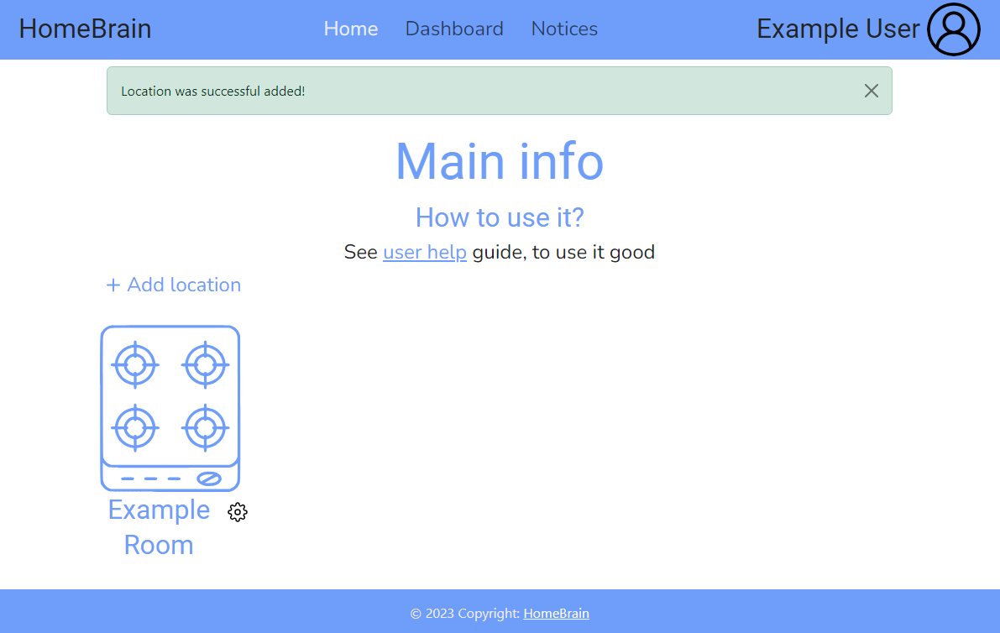 HomeBrain Home Dashboard Notices Example User
Location was successful added!
Main info
How to use it?
See user help guide, to use it good
+ Add location
Example
Room
© 2023 Copyright: HomeBrain